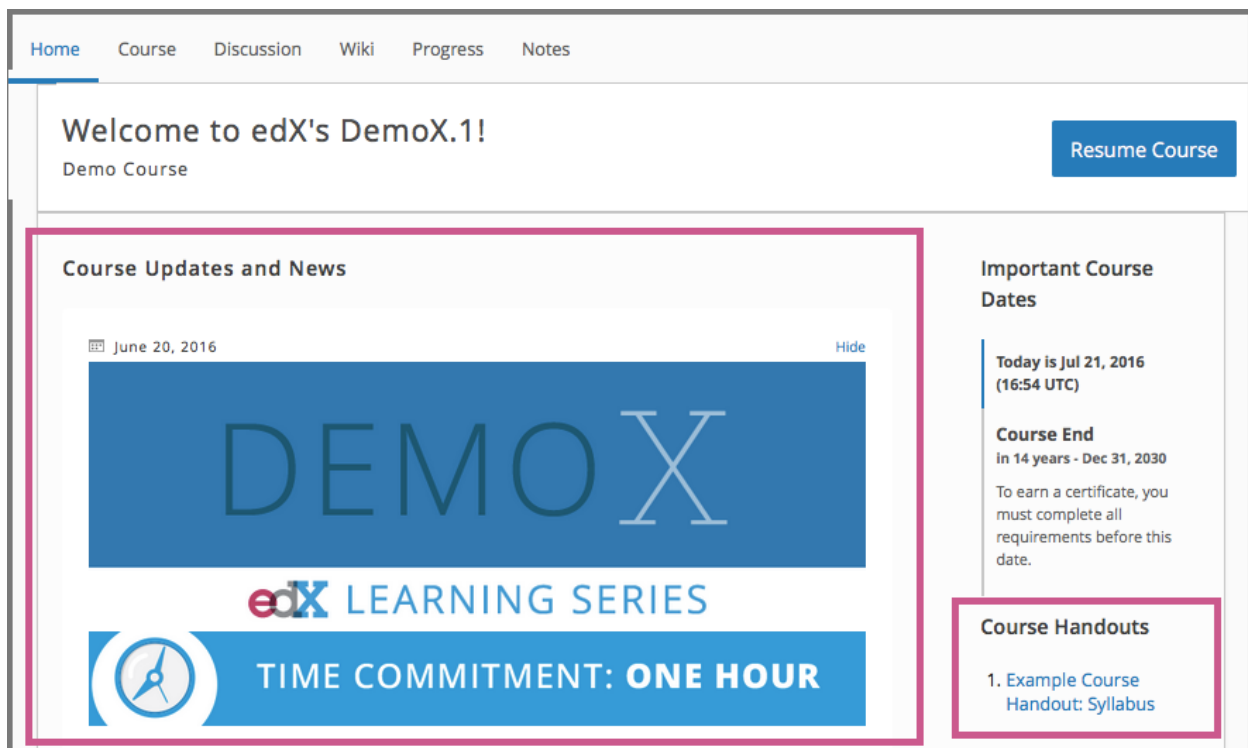 Home Course Discussion Wiki Progress Notes
Welcome to edX's DemoX.1!
Demo Course
Resume Course
Course Updates and News
June 20, 2016
Hide
DEMOX
edX LEARNING SERIES
TIME COMMITMENT: ONE HOUR
Important Course
Dates
Today is Jul 21, 2016
(16:54 UTC)
Course End
in 14 years - Dec 31, 2030
To earn a certificate, you
must complete all
requirements before this
date.
Course Handouts
1. Example Course
Handout: Syllabus